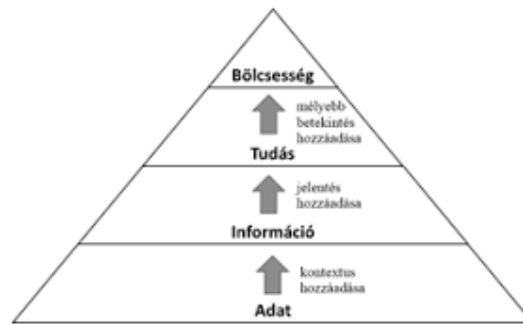 Bölcsesség
mélyebb
betekintés
hozzáadása
Tudás
jelentés
hozzáadása
Információ
kontextus
hozzáadása
Adat